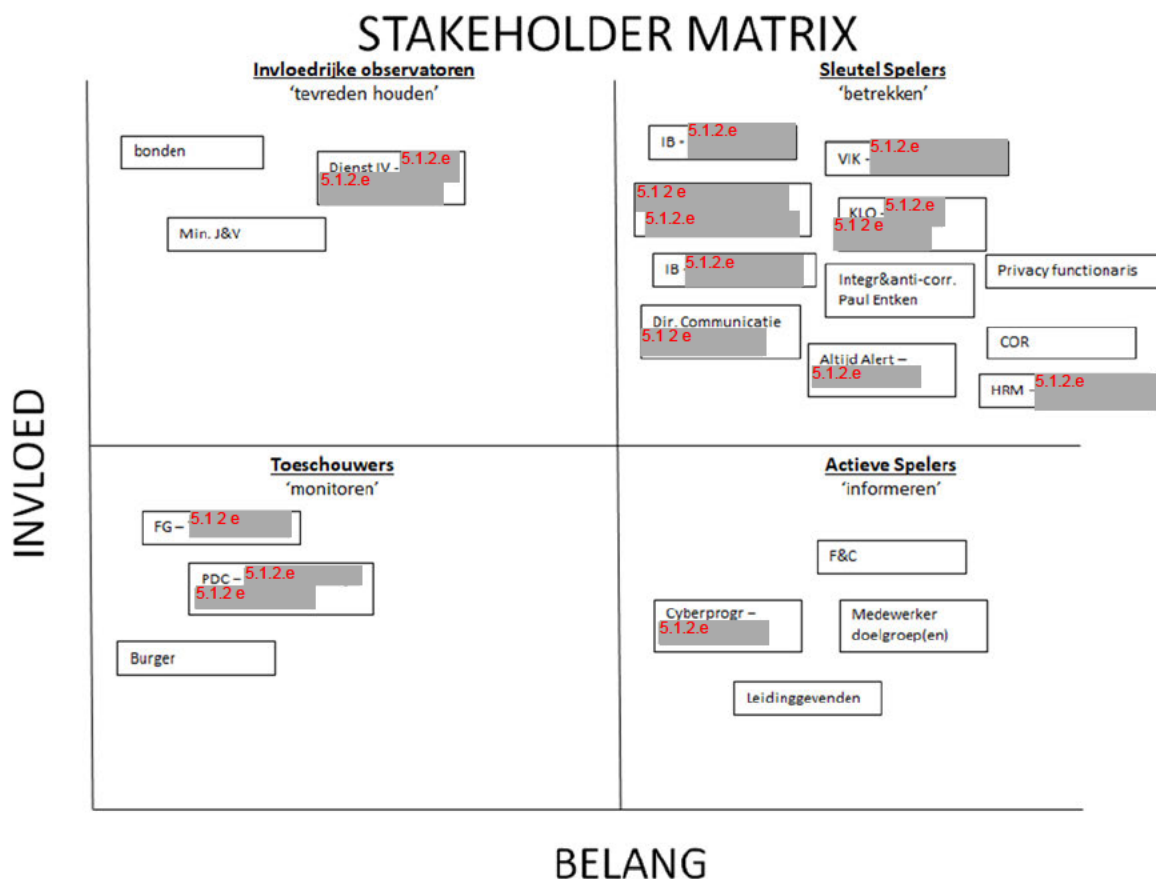 STAKEHOLDER MATRIX
Invloedrijke observatoren
'tevreden houden'
bonden
Dienst IV - 5.1.2.e
5.1.2.e
Min. J&V
Sleutel Spelers
'betrekken'
IB - 5.1.2.e
VIK - 5.1.2.e
5.1 2 e
5.1.2.e
KLO - 5.1.2.e
5.1 2 e
IB - 5.1.2.e
Integr&anti-corr.
Paul Entken
Privacy functionaris
Dir. Communicatie
5.1 2 e
Altijd Alert –
5.1.2.e
COR
HRM – 5.1.2.e
INVLOED
Toeschouwers
'monitoren'
FG – 5.1 2 e
PDC – 5.1.2.e
5.1.2 e
Burger
Actieve Spelers
'informeren'
F&C
Cyberprogr –
5.1.2.e
Medewerker
doelgroep(en)
Leidinggevenden
BELANG